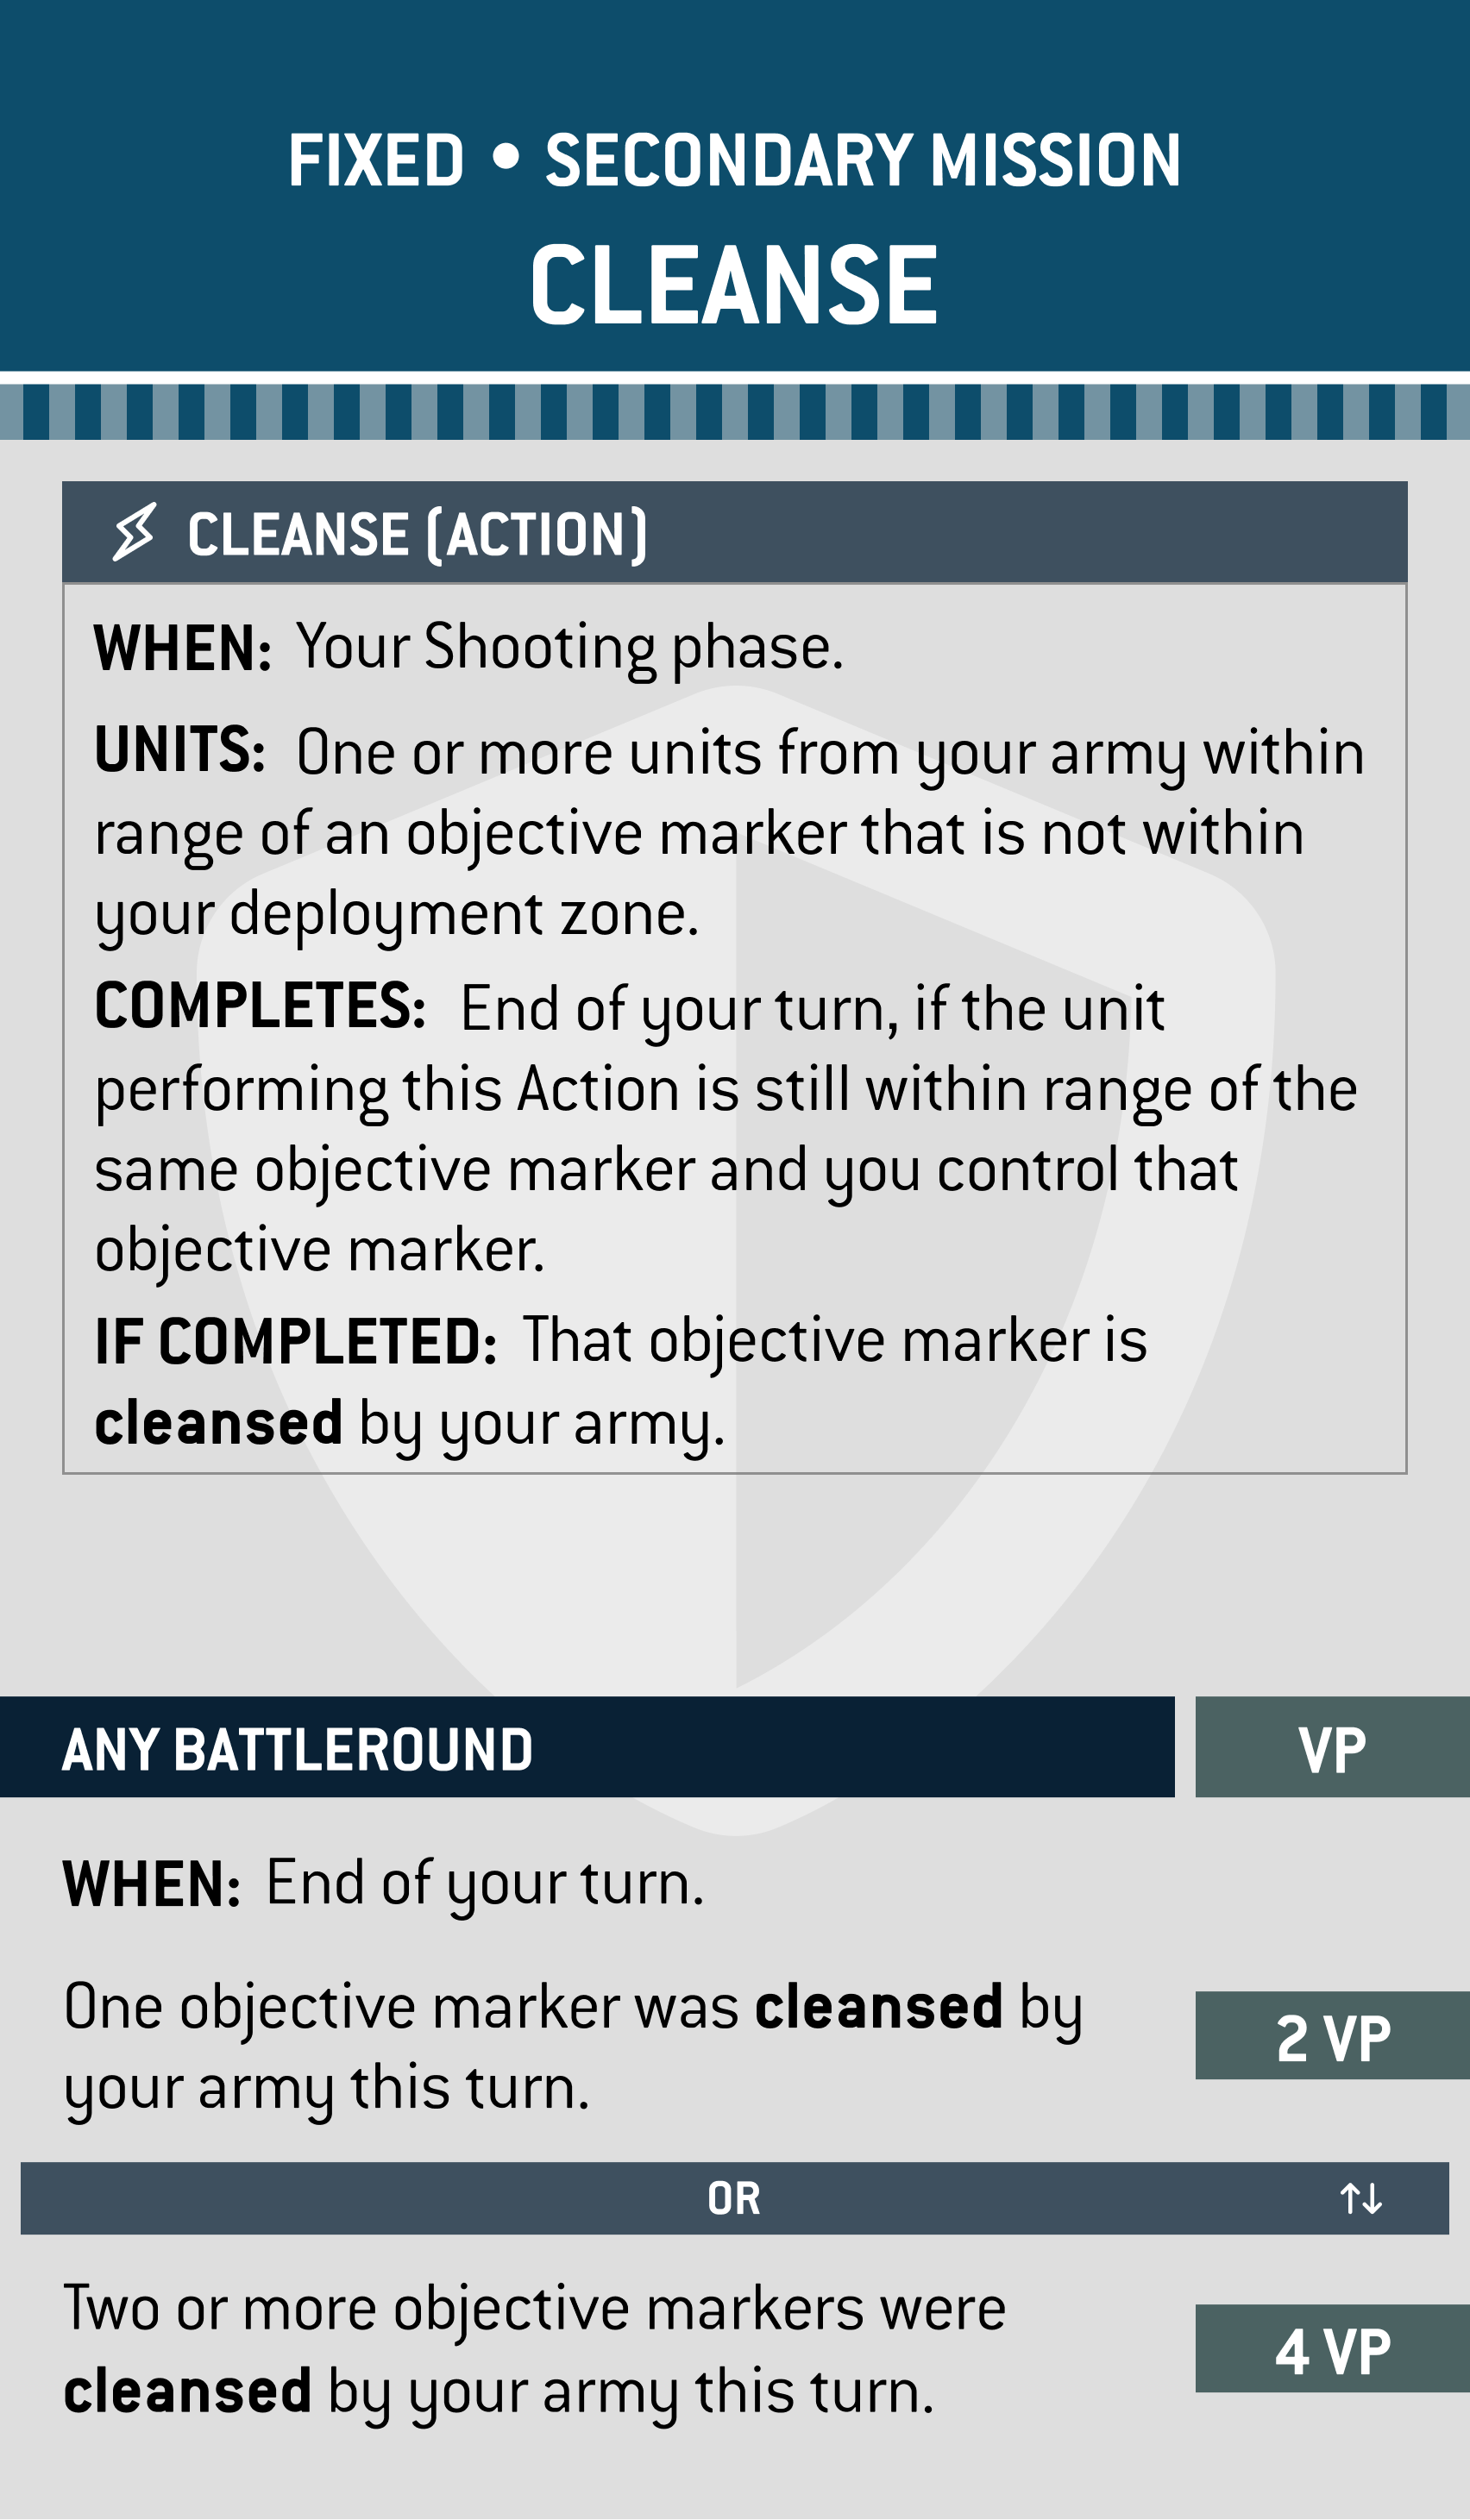 FIXED • SECONDARY MISSION
CLEANSE
CLEANSE (ACTION)
WHEN: Your Shooting phase.
UNITS: One or more units from your army within
range of an objective marker that is not within
your deployment zone.
COMPLETES: End of your turn, if the unit
performing this Action is still within range of the
same objective marker and you control that
objective marker.
IF COMPLETED: That objective marker is
cleansed by your army.
ANY BATTLEROUND
VP
WHEN: End of your turn.
One objective marker was cleansed by
your army this turn.
2 VP
OR ↑↓
Two or more objective markers were
cleansed by your army this turn.
4 VP